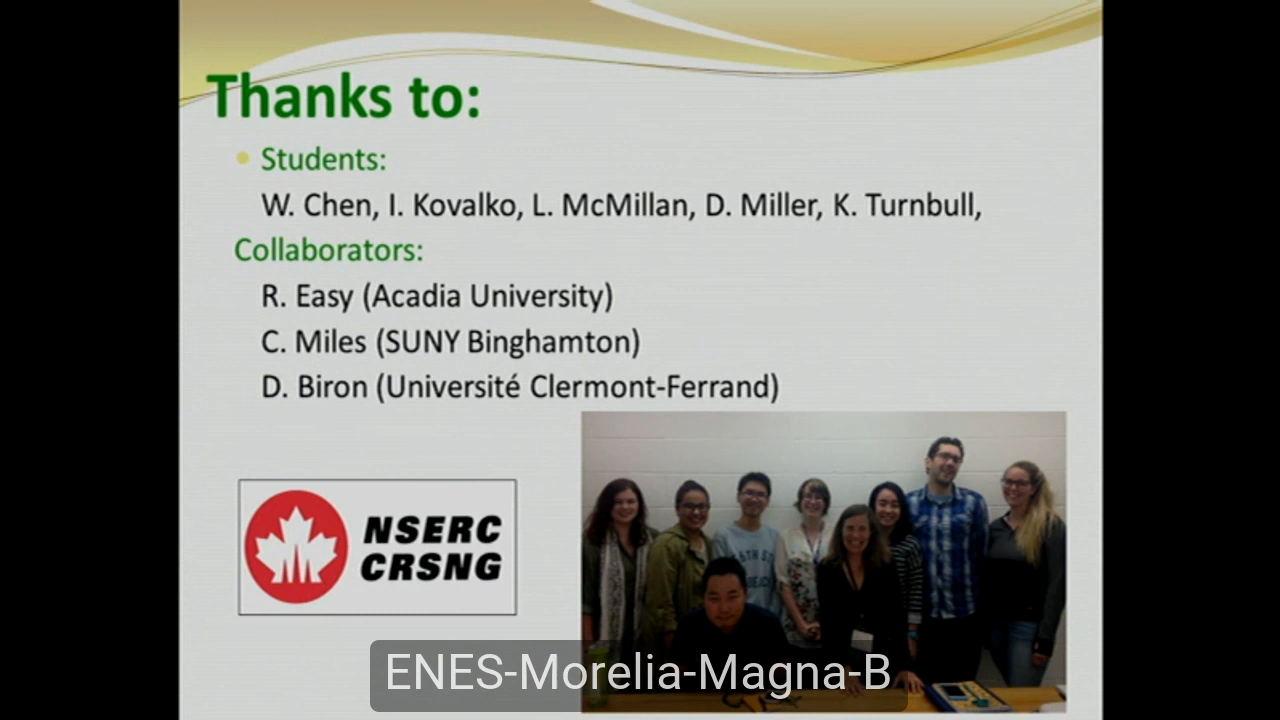 Thanks to:
Students:
W. Chen, I. Kovalko, L. McMillan, D. Miller, K. Turnbull,
Collaborators:
R. Easy (Acadia University)
C. Miles (SUNY Binghamton)
D. Biron (Université Clermont-Ferrand)
NSERC
CRSNG
ENES-Morelia-Magna-B